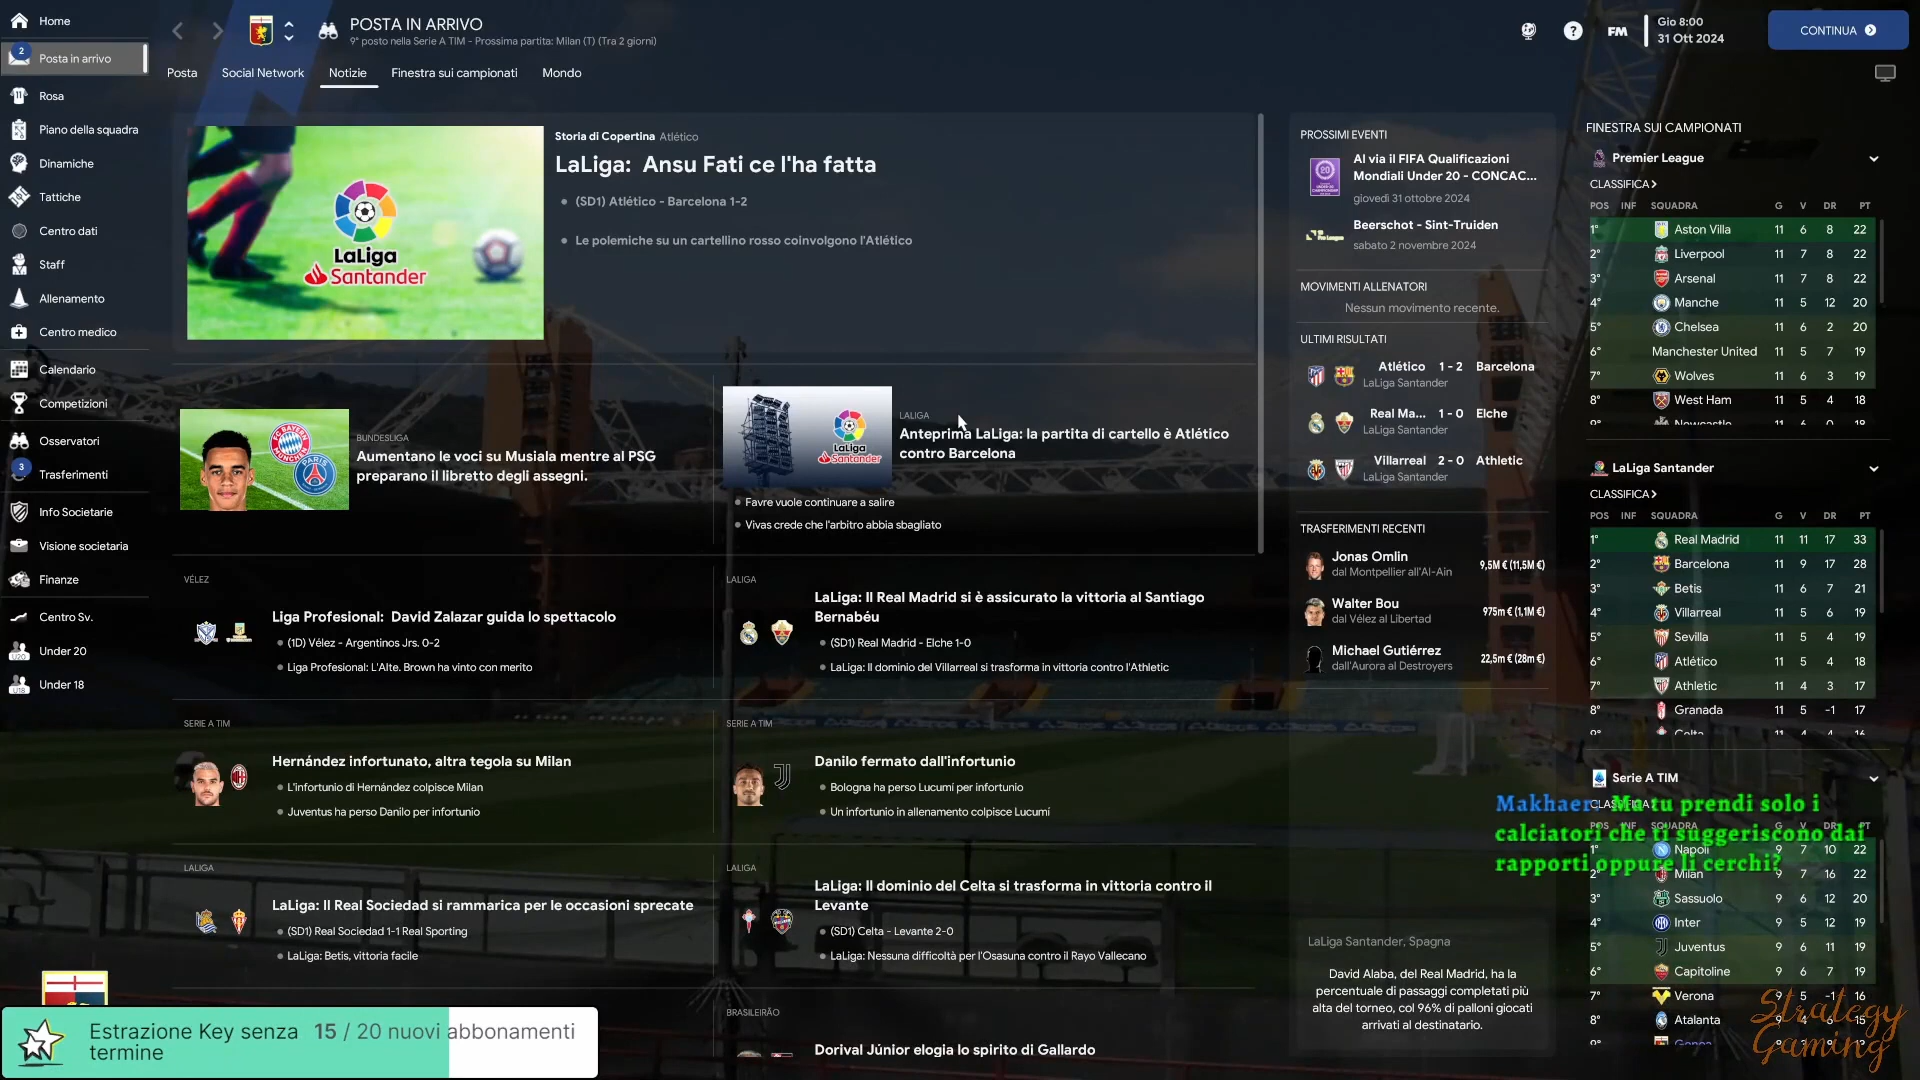 Home
2
Posta in arrivo
Rosa
Piano della squadra
Dinamiche
Tattiche
Centro dati
Staff
Allenamento
Centro medico
Calendario
Competizioni
Osservatori
3
Trasferimenti
Info Societarie
Visione societaria
Finanze
Centro Sv.
Under 20
Under 18
POSTA IN ARRIVO
9° posto nella Serie A TIM - Prossima partita: Milan (T) (Tra 2 giorni)
Posta Social Network Notizie Finestra sui campionati Mondo
? FM
Gio 8:00
31 Ott 2024
CONTINUA
LaLiga
Santander
Storia di Copertina Atlético
LaLiga: Ansu Fati ce l'ha fatta
(SD1) Atlético - Barcelona 1-2
Le polemiche su un cartellino rosso coinvolgono l'Atlético
BUNDESLIGA
Aumentano le voci su Musiala mentre al PSG
preparano il libretto degli assegni.
LALIGA
Anteprima LaLiga: la partita di cartello è Atlético
contro Barcelona
Favre vuole continuare a salire
Vivas crede che l'arbitro abbia sbagliato
VÉLEZ
Liga Profesional: David Zalazar guida lo spettacolo
(1D) Vélez - Argentinos Jrs. 0-2
Liga Profesional: L'Alte. Brown ha vinto con merito
LALIGA
LaLiga: Il Real Madrid si è assicurato la vittoria al Santiago
Bernabéu
(SD1) Real Madrid - Elche 1-0
LaLiga: Il dominio del Villarreal si trasforma in vittoria contro l'Athletic
SERIE A TIM
Hernández infortunato, altra tegola su Milan
L'infortunio di Hernández colpisce Milan
Juventus ha perso Danilo per infortunio
SERIE A TIM
Danilo fermato dall'infortunio
Bologna ha perso Lucumí per infortunio
Un infortunio in allenamento colpisce Lucumí
LALIGA
LaLiga: Il Real Sociedad si rammarica per le occasioni sprecate
(SD1) Real Sociedad 1-1 Real Sporting
LaLiga: Betis, vittoria facile
LALIGA
LaLiga: Il dominio del Celta si trasforma in vittoria contro il
Levante
(SD1) Celta - Levante 2-0
LaLiga: Nessuna difficoltà per l'Osasuna contro il Rayo Vallecano
BRASILEIRÃO
Dorival Júnior elogia lo spirito di Gallardo
PROSSIMI EVENTI
Al via il FIFA Qualificazioni
Mondiali Under 20 - CONCAC...
giovedì 31 ottobre 2024
Beerschot - Sint-Truiden
sabato 2 novembre 2024
MOVIMENTI ALLENATORI
Nessun movimento recente.
ULTIMI RISULTATI
Atlético 1 - 2 Barcelona
LaLiga Santander
Real Ma... 1 - 0 Elche
LaLiga Santander
Villarreal 2 - 0 Athletic
LaLiga Santander
TRASFERIMENTI RECENTI
Jonas Omlin
dal Montpellier all'Al-Ain
9,5M € (11,5M €)
Walter Bou
dal Vélez al Libertad
975m € (1,1M €)
Michael Gutiérrez
dall'Aurora al Destroyers
22,5m € (28m €)
LaLiga Santander, Spagna
David Alaba, del Real Madrid, ha la
percentuale di passaggi completati più
alta del torneo, col 96% di palloni giocati
arrivati al destinatario.
FINESTRA SUI CAMPIONATI
Premier League
CLASSIFICA
POS INF SQUADRA G V DR PT
1° Aston Villa 11 6 8 22
2° Liverpool 11 7 8 22
3° Arsenal 11 7 8 22
4° Manche 11 5 12 20
5° Chelsea 11 6 2 20
6° Manchester United 11 5 7 19
7° Wolves 11 6 3 19
8° West Ham 11 5 4 18
Newcastle 11 6 0 18
LaLiga Santander
CLASSIFICA
POS INF SQUADRA G V DR PT
1° Real Madrid 11 11 17 33
2° Barcelona 11 9 17 28
3° Betis 11 6 7 21
4° Villarreal 11 5 6 19
5° Sevilla 11 5 4 19
6° Atlético 11 5 4 18
7° Athletic 11 4 3 17
8° Granada 11 5 -1 17
9° Celta 11 4 4 16
Serie A TIM
CLASSIFICA
POS INF SQUADRA G V DR PT
1° Napoli 9 7 10 22
2° Milan 9 7 16 22
3° Sassuolo 9 6 12 20
4° Inter 9 6 12 19
5° Juventus 9 6 11 19
6° Capitoline 9 6 7 19
7° Verona 9 5 -1 16
8° Atalanta 9 4 6 15
9° Genoa
Makhaer: Ma tu prendi solo i
calciatori che ti suggeriscono dai
rapporti oppure li cerchi?
Estrazione Key senza 15 / 20 nuovi abbonamenti
termine
Strategy
Gaming